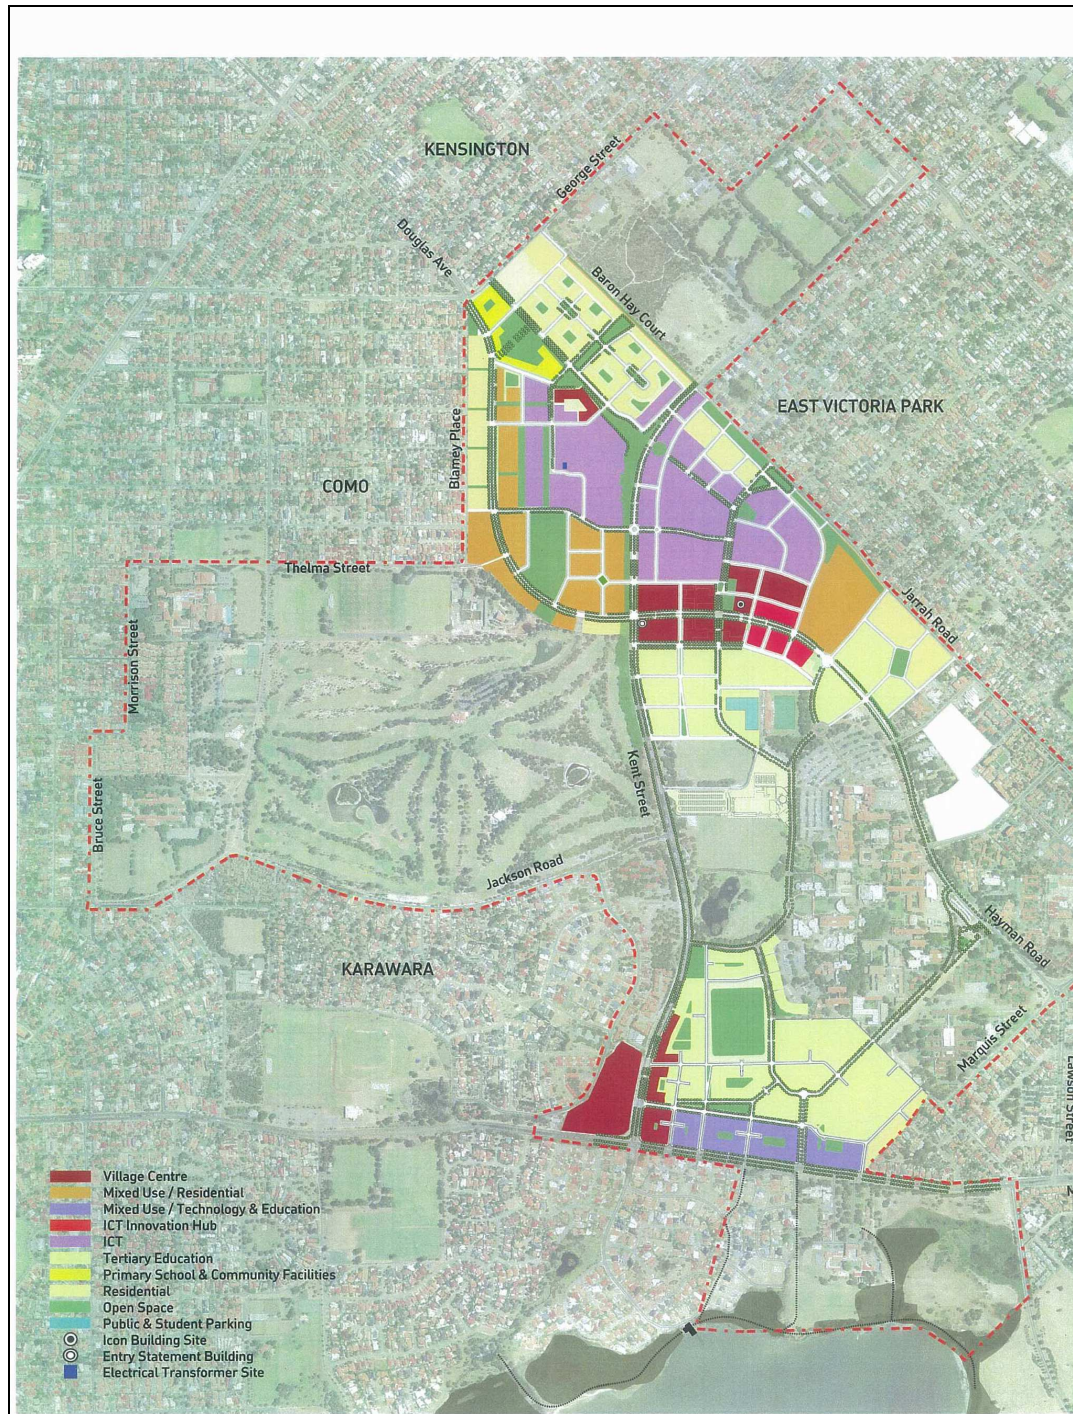 KENSINGTON
George Street
Douglas Ave
Baron Hay Court
EAST VICTORIA PARK
Blamey Place
COMO
Thelma Street
Jarrah Road
Morrison Street
Kent Street
Bruce Street
Jackson Road
Hayman Road
KARAWARA
Marquis Street
Lawson Street
Village Centre
Mixed Use / Residential
Mixed Use / Technology & Education
ICT Innovation Hub
ICT
Tertiary Education
Primary School & Community Facilities
Residential
Open Space
Public & Student Parking
Icon Building Site
Entry Statement Building
Electrical Transformer Site